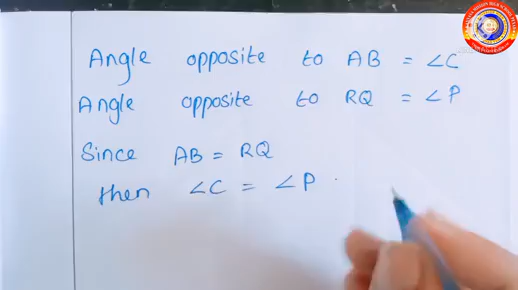 Angle opposite to AB = ∠C
Angle opposite to RQ = ∠P
Since AB = RQ
then ∠C = ∠P